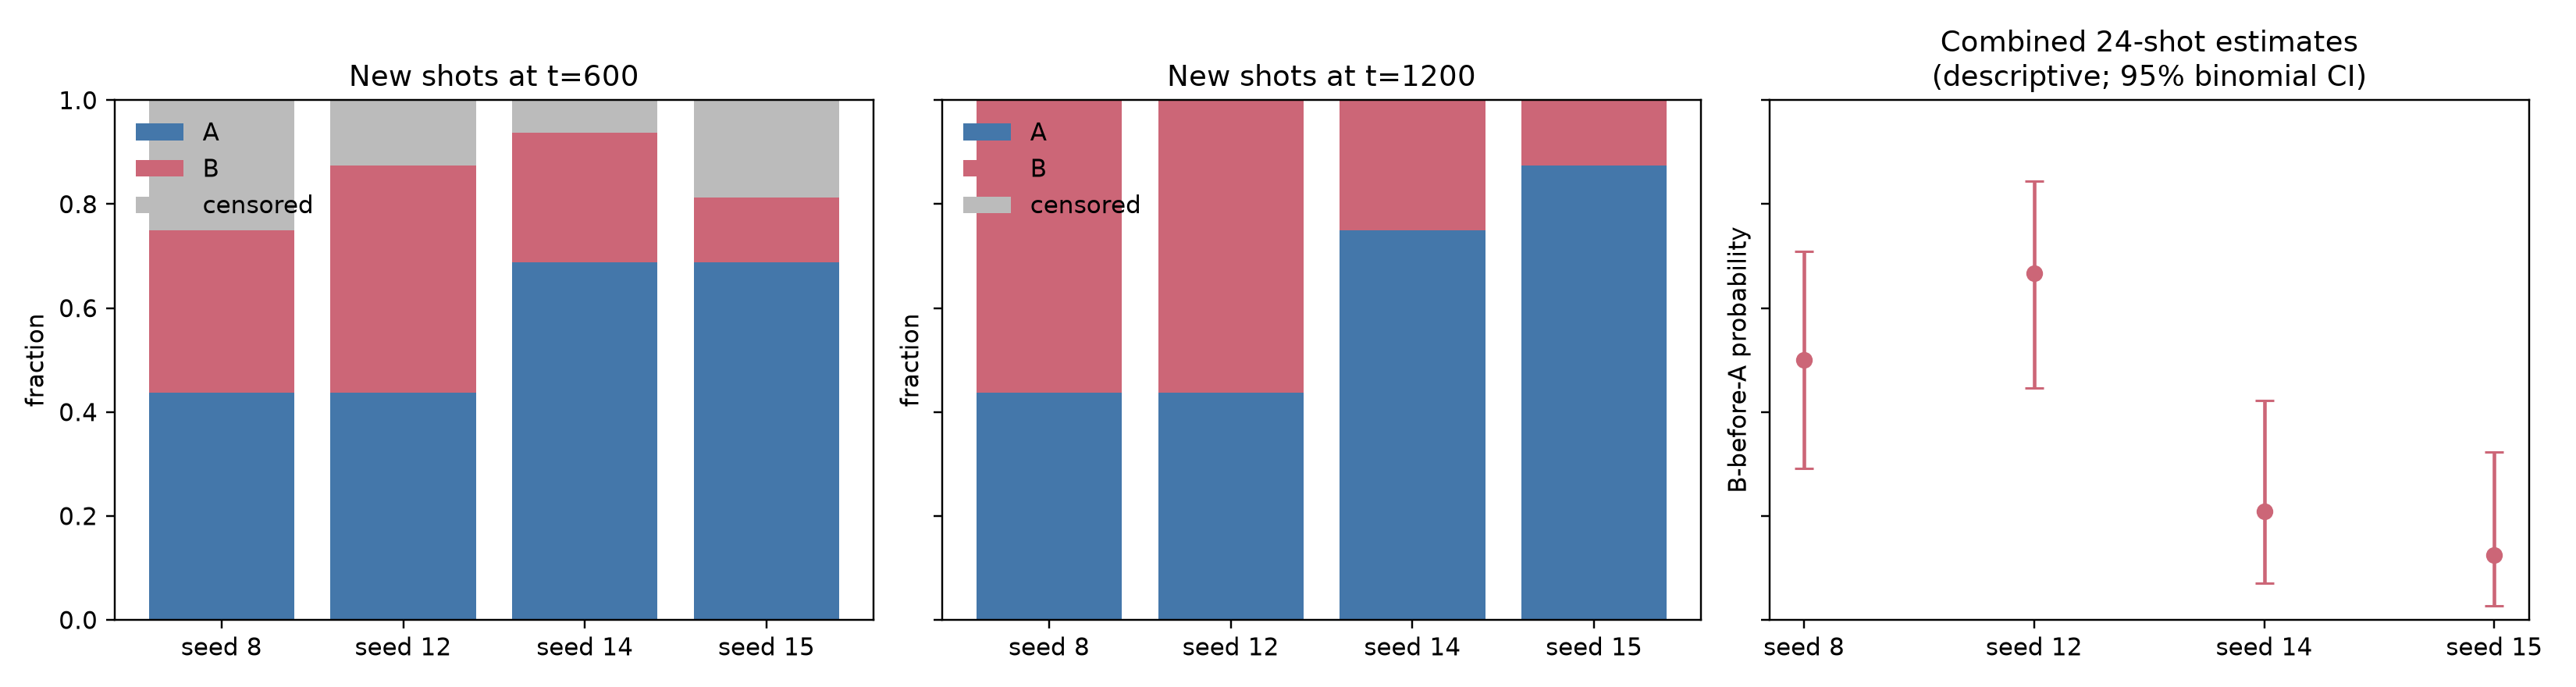 New shots at t=600
fraction
1.0
0.8
0.6
0.4
0.2
0.0
A
B
censored
seed 8
seed 12
seed 14
seed 15
New shots at t=1200
fraction
A
B
censored
seed 8
seed 12
seed 14
seed 15
Combined 24-shot estimates
(descriptive; 95% binomial CI)
B-before-A probability
seed 8
seed 12
seed 14
seed 15